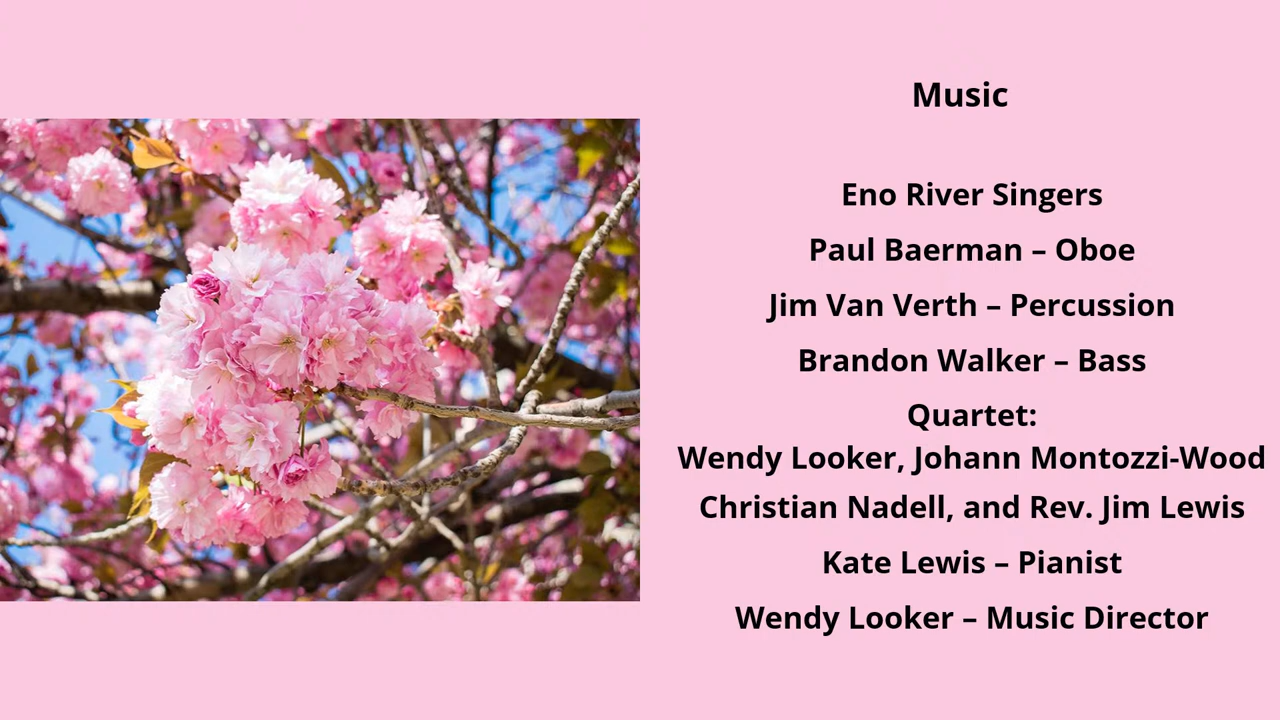 Music
Eno River Singers
Paul Baerman – Oboe
Jim Van Verth – Percussion
Brandon Walker – Bass
Quartet:
Wendy Looker, Johann Montozzi-Wood
Christian Nadell, and Rev. Jim Lewis
Kate Lewis – Pianist
Wendy Looker – Music Director